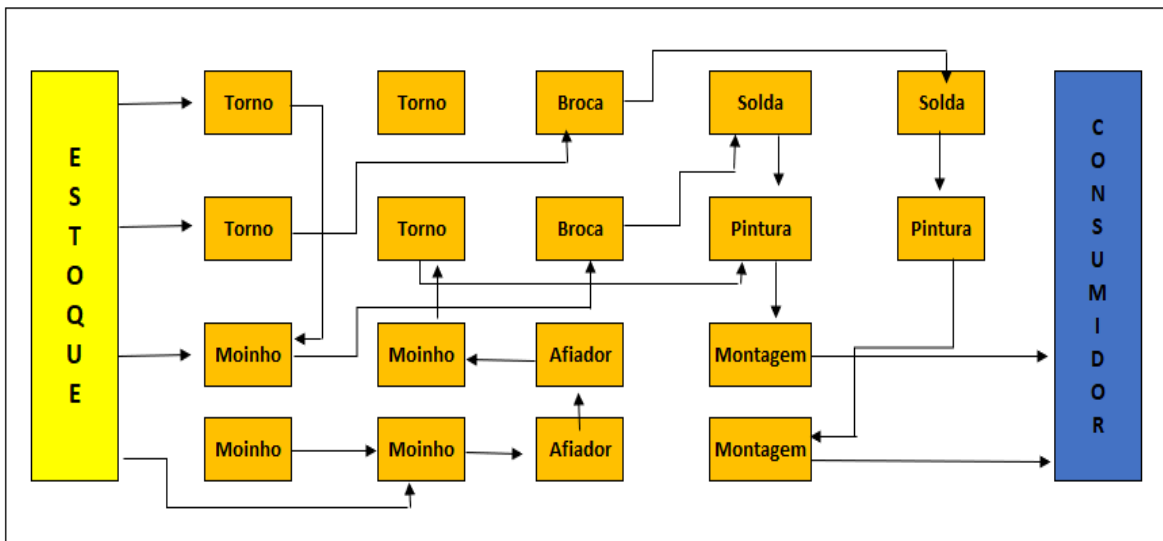 ESTOQUE
Torno
Torno
Broca
Solda
Solda
Torno
Torno
Broca
Pintura
Pintura
Moinho
Moinho
Afiador
Montagem
Moinho
Moinho
Afiador
Montagem
CONSUMIDOR